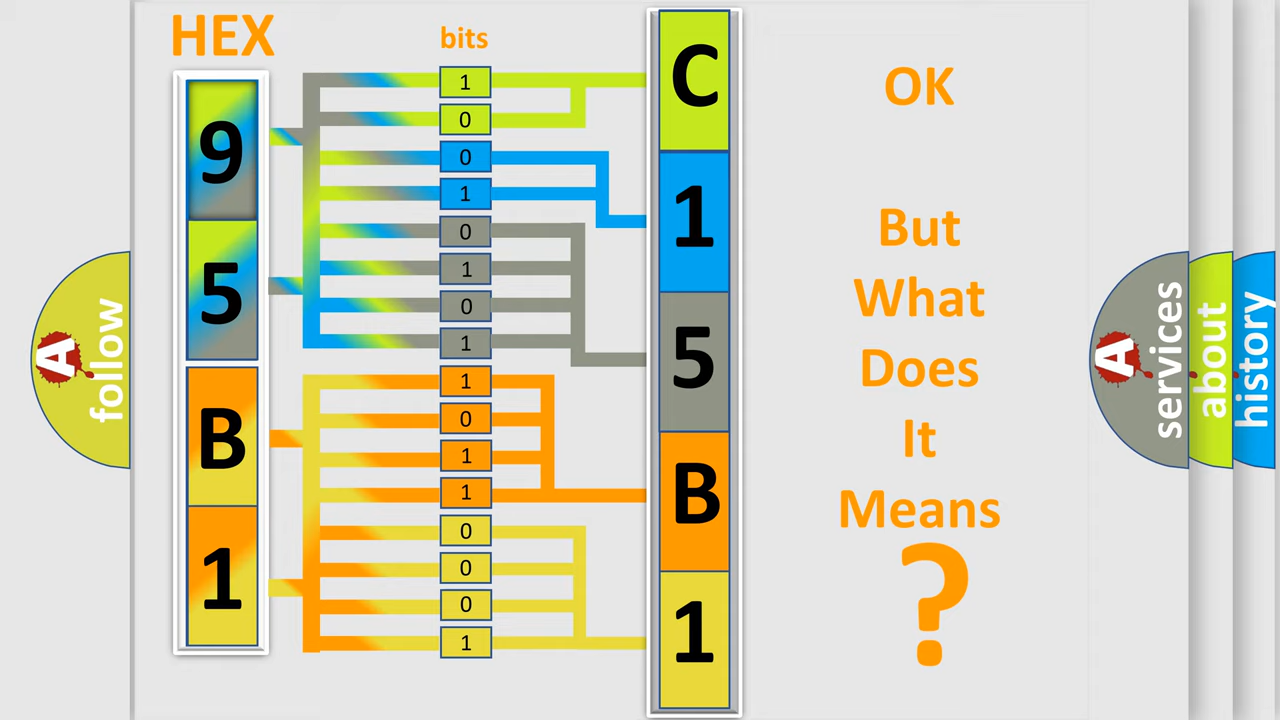 HEX
bits
9
5
B
1
1
0
0
1
0
1
0
1
1
0
1
1
0
0
0
1
C
1
5
B
1
OK
But
What
Does
It
Means
?
A
follow
A
services
about
history